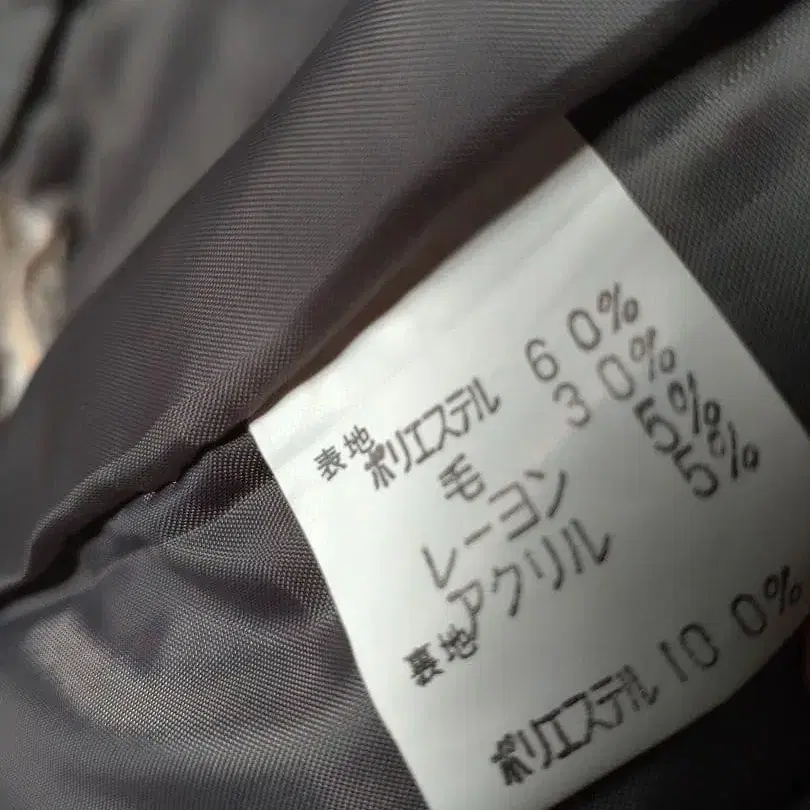 表地
ポリエステル 60%
毛 30%
レーヨン 5%
アクリル 5%
裏地
ポリエステル 100%